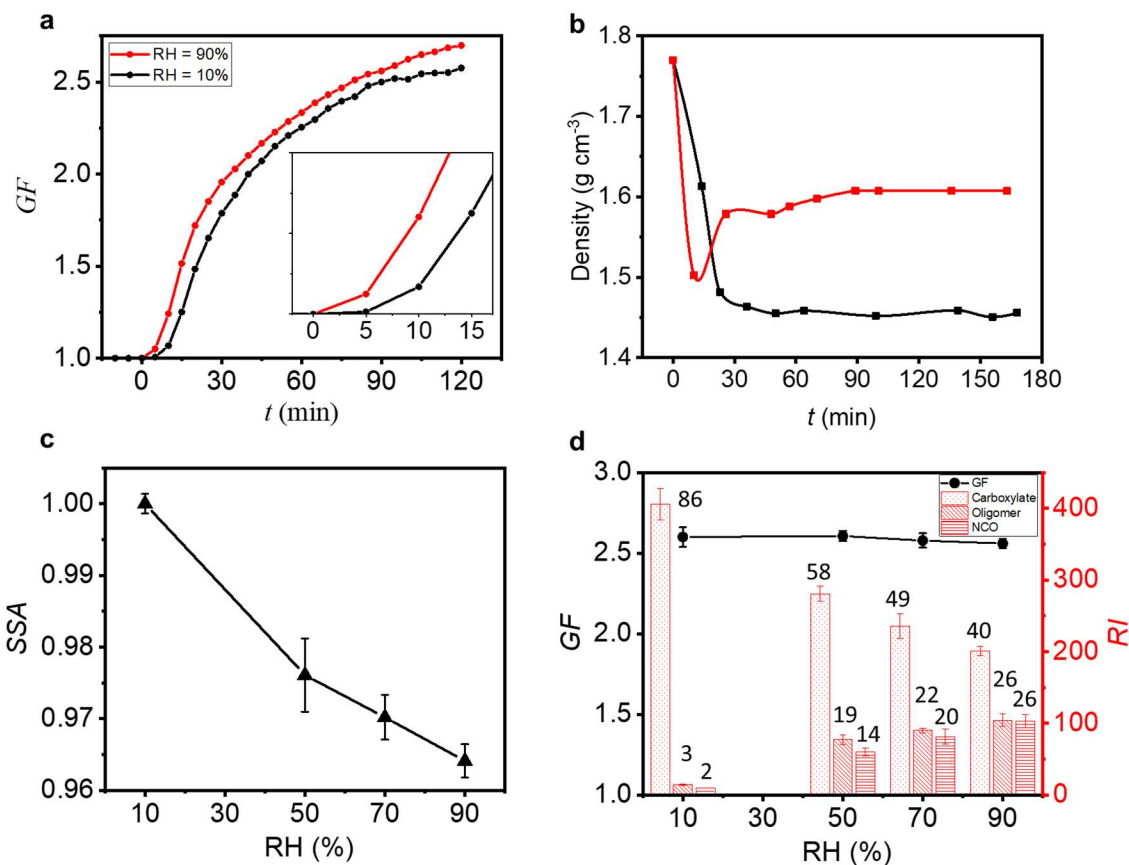 a
RH = 90%
RH = 10%
2.5
2.0
1.5
1.0
GF
0 5 10 15
0 30 60 90 120
t (min)
b
1.8
1.7
1.6
1.5
1.4
Density (g cm⁻³)
0 30 60 90 120 150 180
t (min)
c
1.00
0.99
0.98
0.97
0.96
SSA
10 30 50 70 90
RH (%)
d
3.0
2.5
2.0
1.5
1.0
GF
GF
Carboxylate
Oligomer
NCO
86
3
2
58
19
14
49
22
20
40
26
26
400
300
200
100
0
RI
10 30 50 70 90
RH (%)